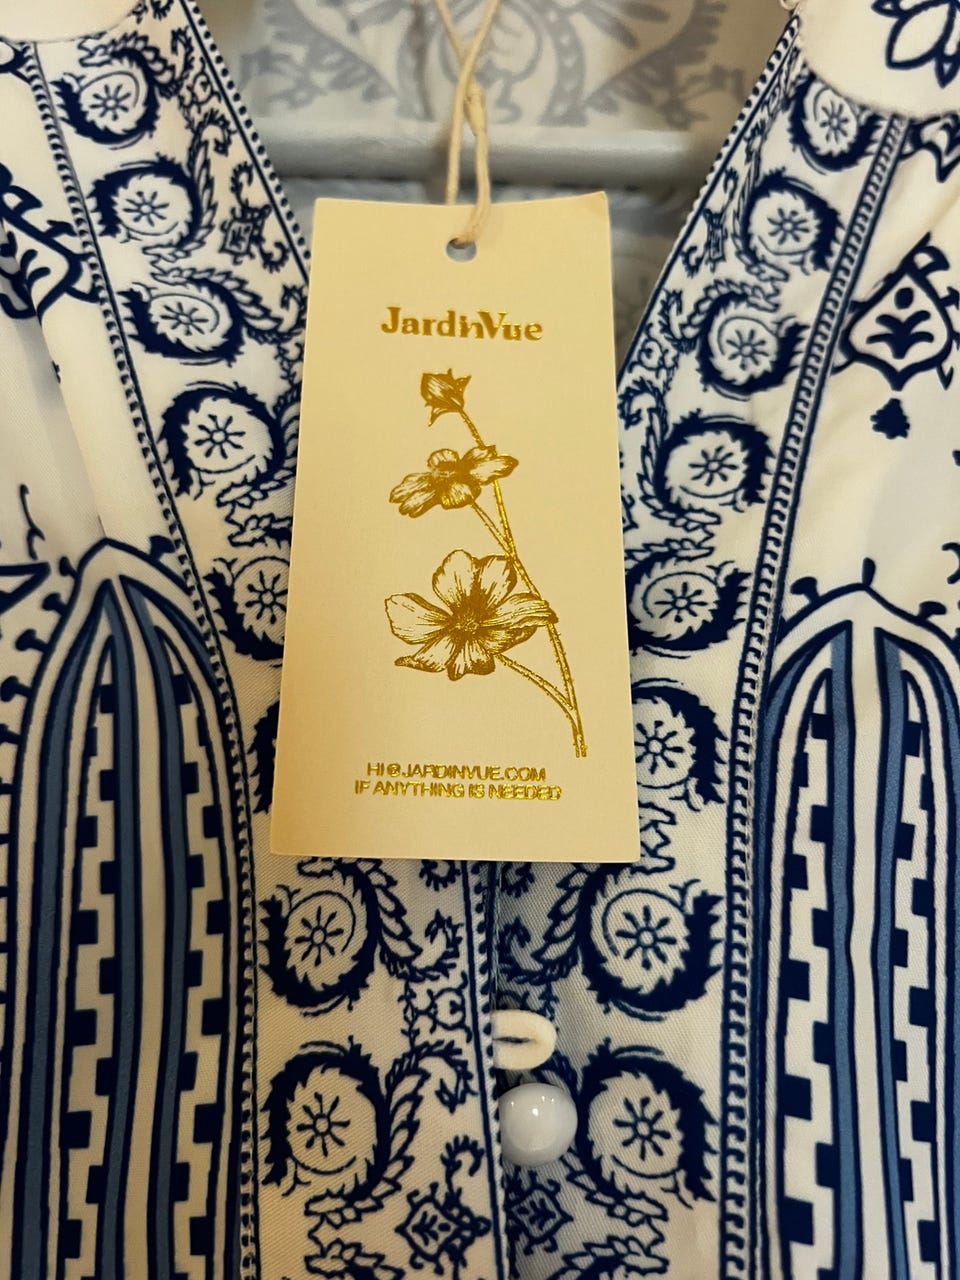 JardinVue
HI@JARDINVUE.COM
IF ANYTHING IS NEEDED